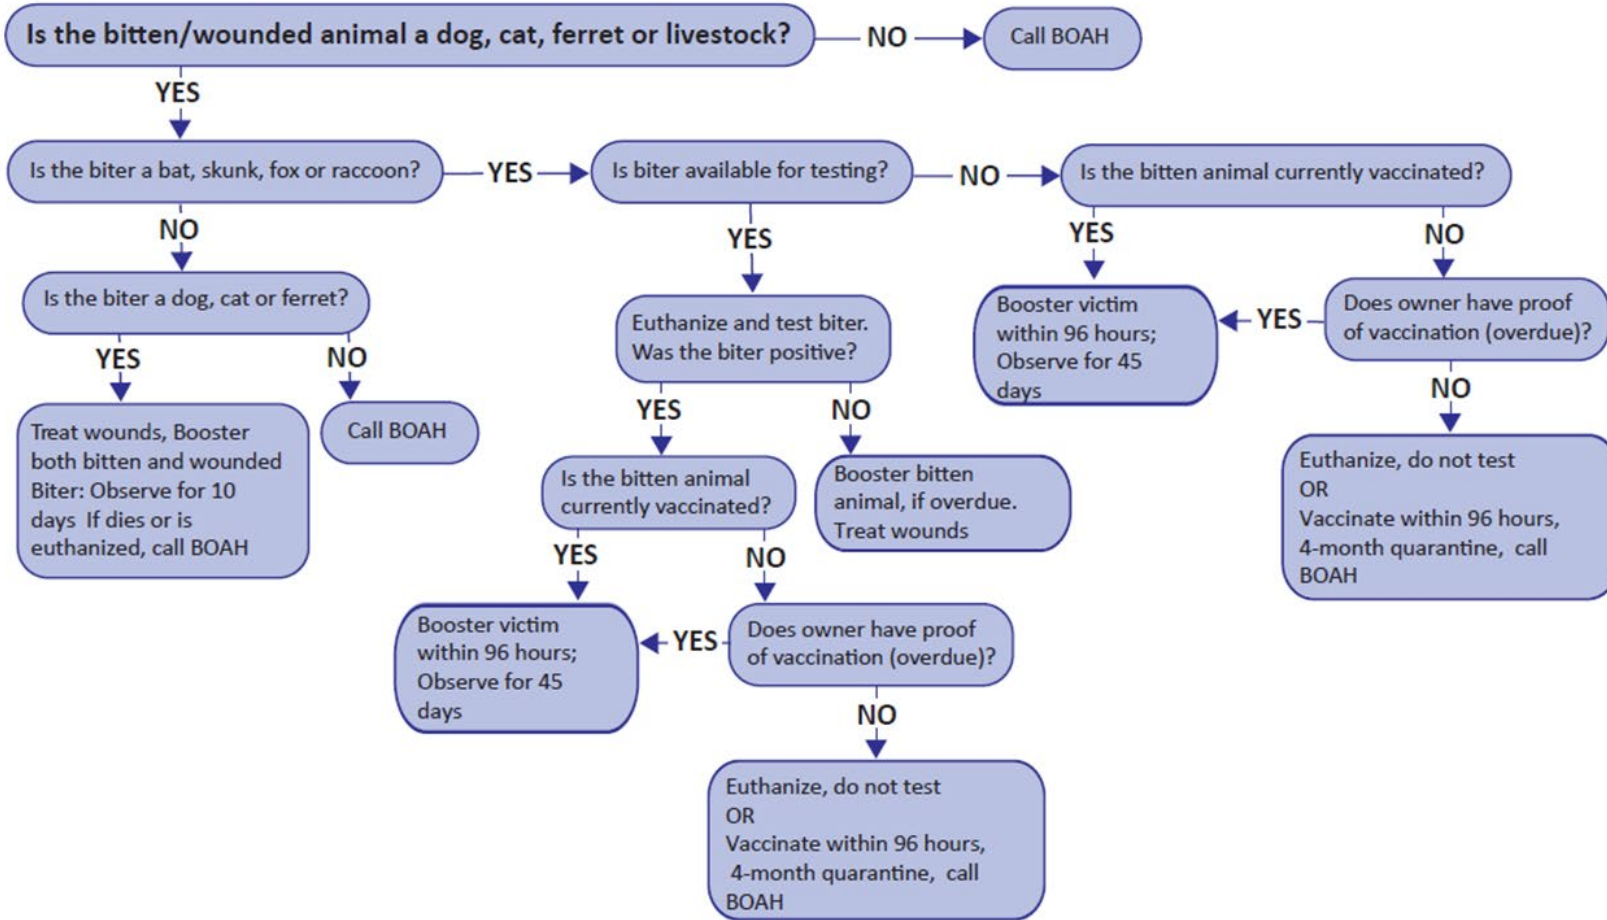 Is the bitten/wounded animal a dog, cat, ferret or livestock?
NO
Call BOAH
YES
Is the biter a bat, skunk, fox or raccoon?
YES
Is biter available for testing?
NO
Is the bitten animal currently vaccinated?
NO
YES
YES
NO
Is the biter a dog, cat or ferret?
YES
NO
Treat wounds, Booster
both bitten and wounded
Biter: Observe for 10
days If dies or is
euthanized, call BOAH
Call BOAH
Euthanize and test biter.
Was the biter positive?
YES
NO
Booster victim
within 96 hours;
Observe for 45
days
YES
Does owner have proof
of vaccination (overdue)?
NO
Euthanize, do not test
OR
Vaccinate within 96 hours,
4-month quarantine, call
BOAH
Is the bitten animal
currently vaccinated?
Booster bitten
animal, if overdue.
Treat wounds
YES
NO
Booster victim
within 96 hours;
Observe for 45
days
YES
Does owner have proof
of vaccination (overdue)?
NO
Euthanize, do not test
OR
Vaccinate within 96 hours,
4-month quarantine, call
BOAH